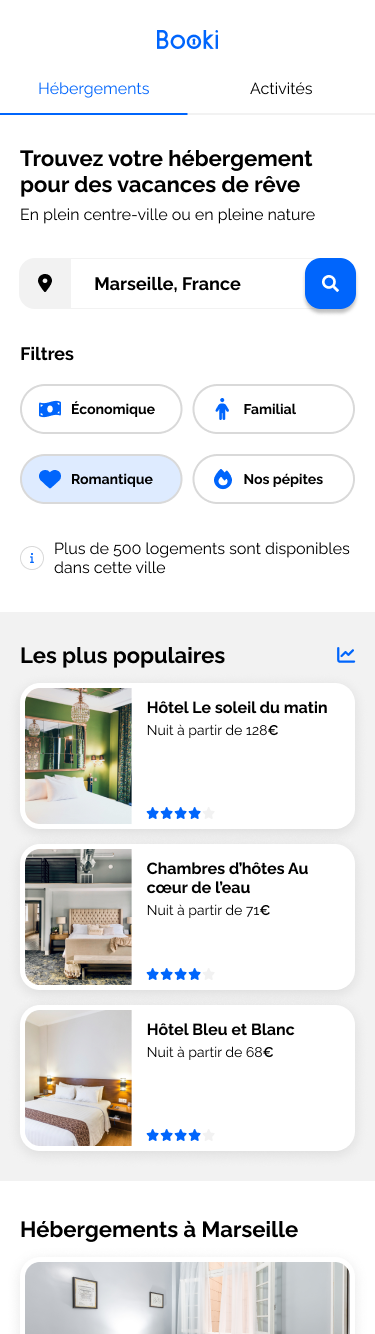 Booki
Hébergements
Activités
Trouvez votre hébergement
pour des vacances de rêve
En plein centre-ville ou en pleine nature
Marseille, France
Filtres
Économique
Familial
Romantique
Nos pépites
Plus de 500 logements sont disponibles
dans cette ville
Les plus populaires
Hôtel Le soleil du matin
Nuit à partir de 128€
Chambres d’hôtes Au
cœur de l’eau
Nuit à partir de 71€
Hôtel Bleu et Blanc
Nuit à partir de 68€
Hébergements à Marseille